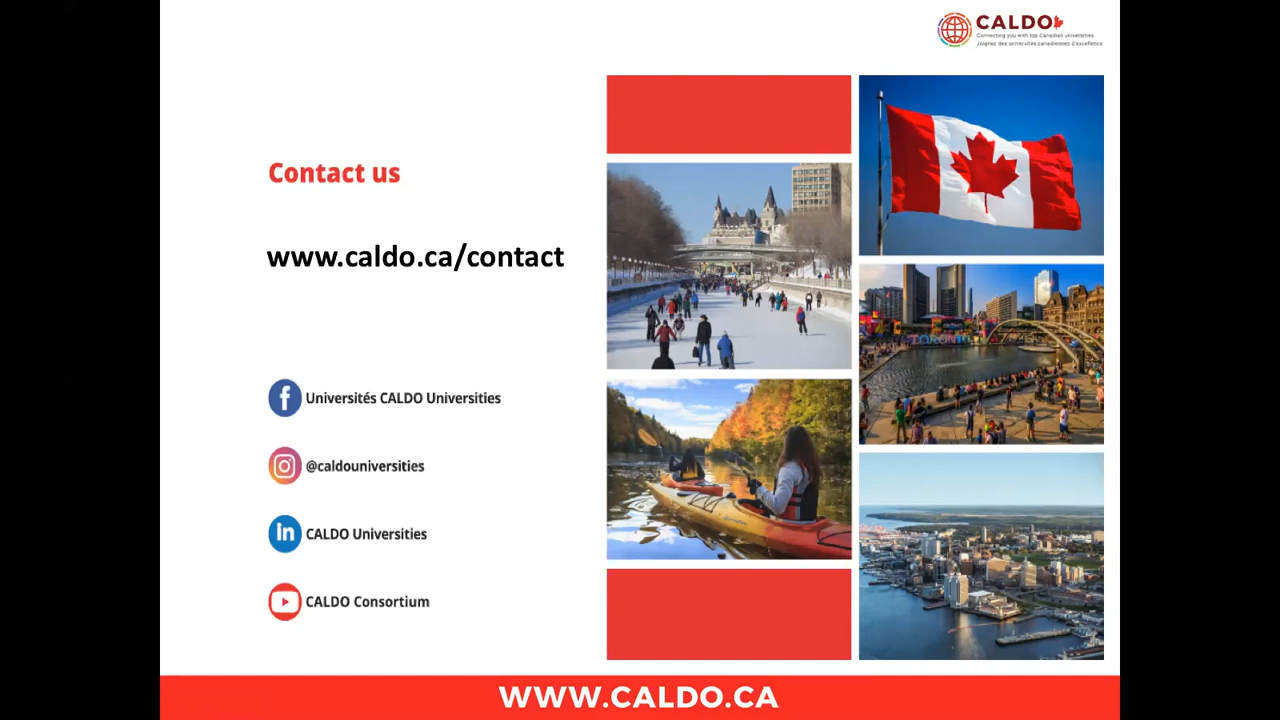 CALDO
Connecting you with top Canadian universities
Joignez des universités canadiennes d'excellence
Contact us
www.caldo.ca/contact
Universités CALDO Universities
@caldouniversities
CALDO Universities
CALDO Consortium
TORONTO
WWW.CALDO.CA